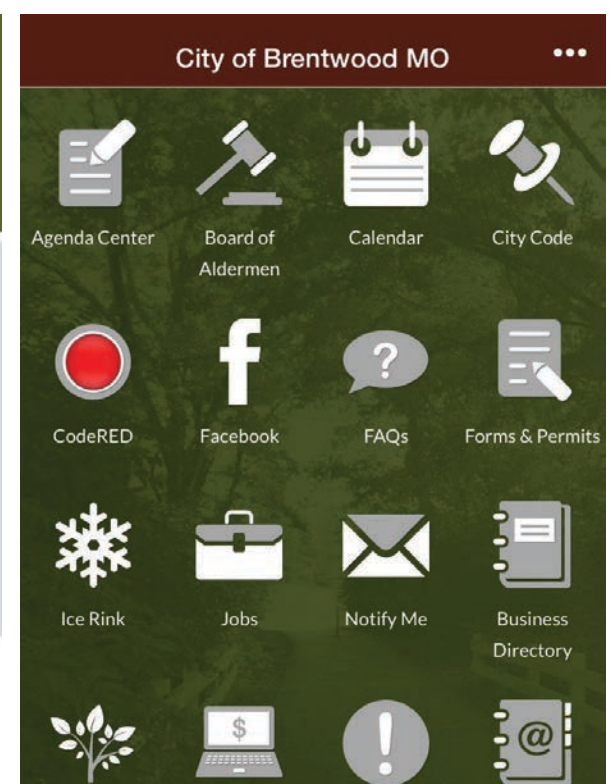 City of Brentwood MO
Agenda Center
Board of
Aldermen
Calendar
City Code
CodeRED
Facebook
FAQs
Forms & Permits
Ice Rink
Jobs
Notify Me
Business
Directory